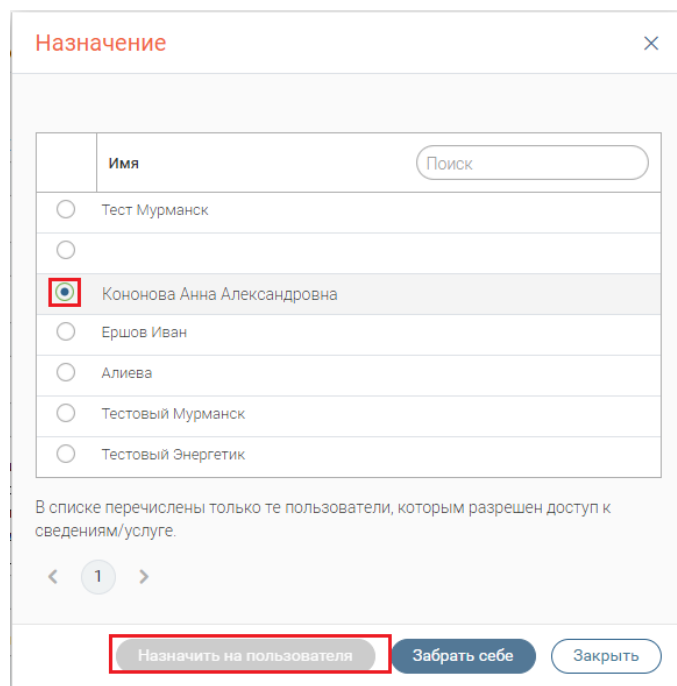 Назначение
Имя
Поиск
Тест Мурманск
Кононова Анна Александровна
Ершов Иван
Алиева
Тестовый Мурманск
Тестовый Энергетик
В списке перечислены только те пользователи, которым разрешен доступ к
сведениям/услуге.
1
Назначить на пользователя
Забрать себе
Закрыть